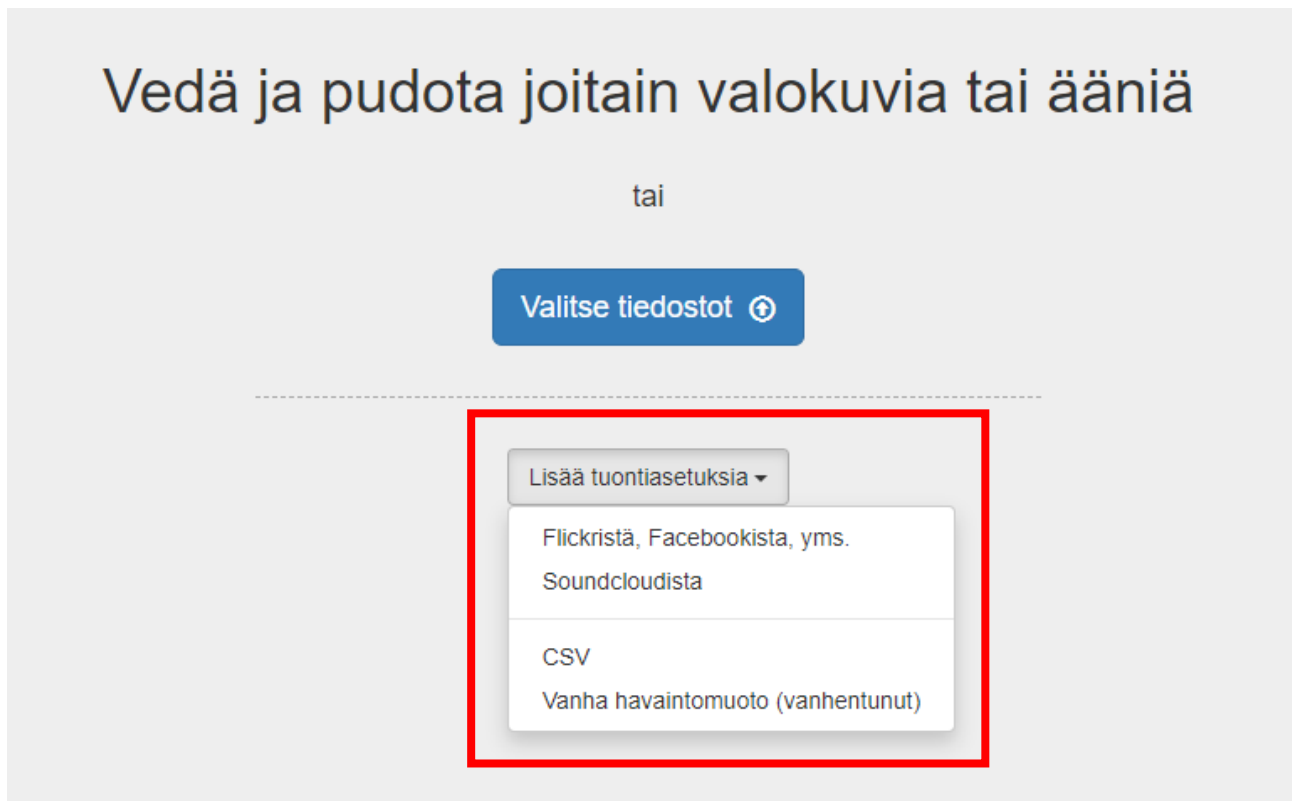 Vedä ja pudota joitain valokuvia tai ääniä
tai
Valitse tiedostot
Lisää tuontiasetuksia
Flickristä, Facebookista, yms.
Soundcloudista
CSV
Vanha havaintomuoto (vanhentunut)